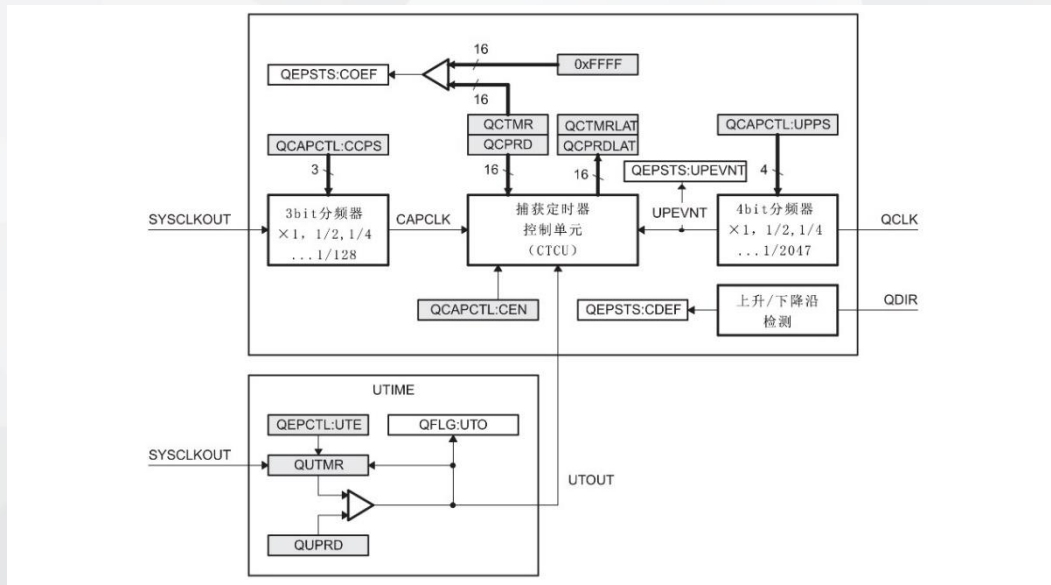 16
0xFFFF
QEPSTS:COEF
16
QCTMR
QCTMRLAT
QCAPCTL:UPPS
QCAPCTL:CCPS
QCPRD
QCPRDLAT
3
16
16
QEPSTS:UPEVNT
4
SYSCLKOUT
3bit分频器
×1, 1/2,1/4
...1/128
CAPCLK
捕获定时器
控制单元
(CTCU)
UPEVNT
4bit分频器
×1, 1/2,1/4
...1/2047
QCLK
QCAPCTL:CEN
QEPSTS:CDEF
上升/下降沿
检测
QDIR
UTIME
QEPCTL:UTE
QFLG:UTO
SYSCLKOUT
QUTMR
UTOUT
QUPRD